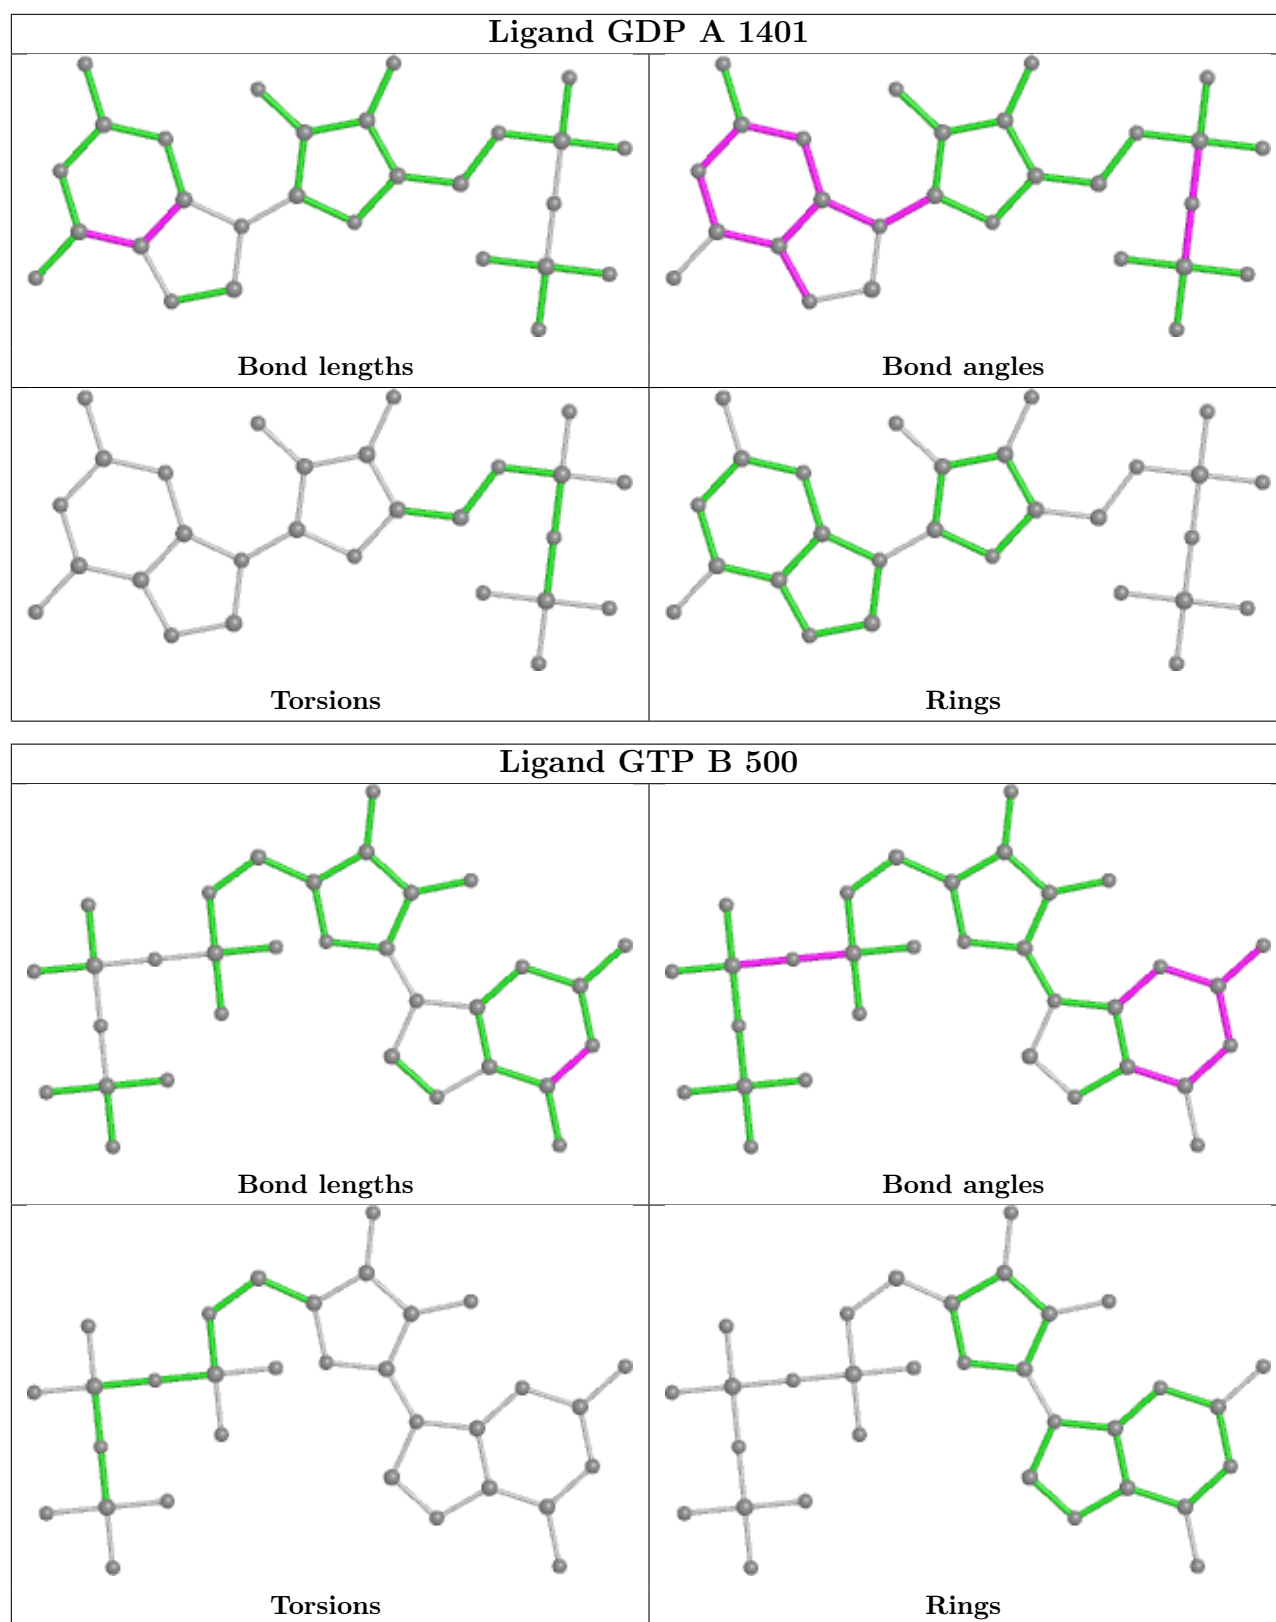 Ligand GDP A 1401
Bond lengths
Bond angles
Torsions
Rings
Ligand GTP B 500
Bond lengths
Bond angles
Torsions
Rings